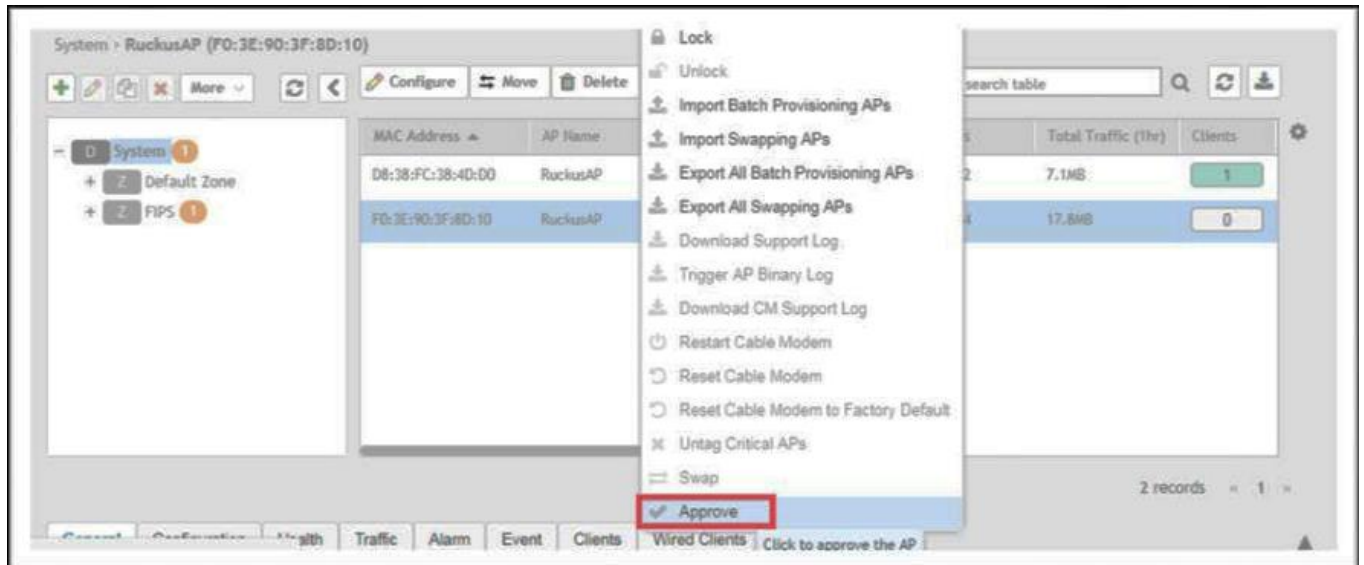 System > RuckusAP (F0:3E:90:3F:8D:10)
More
Configure
Move
Delete
search table
D System 1
+ Z Default Zone
+ Z FIPS 1
MAC Address
AP Name
Total Traffic (1hr)
Clients
D8:38:FC:38:4D:D0
RuckusAP
2
7.1MB
1
F0:3E:90:3F:8D:10
RuckusAP
4
17.8MB
0
Lock
Unlock
Import Batch Provisioning APs
Import Swapping APs
Export All Batch Provisioning APs
Export All Swapping APs
Download Support Log
Trigger AP Binary Log
Download CM Support Log
Restart Cable Modem
Reset Cable Modem
Reset Cable Modem to Factory Default
Untag Critical APs
Swap
Approve
Click to approve the AP
2 records « 1 »
General
Configuration
Traffic
Alarm
Event
Clients
Wired Clients